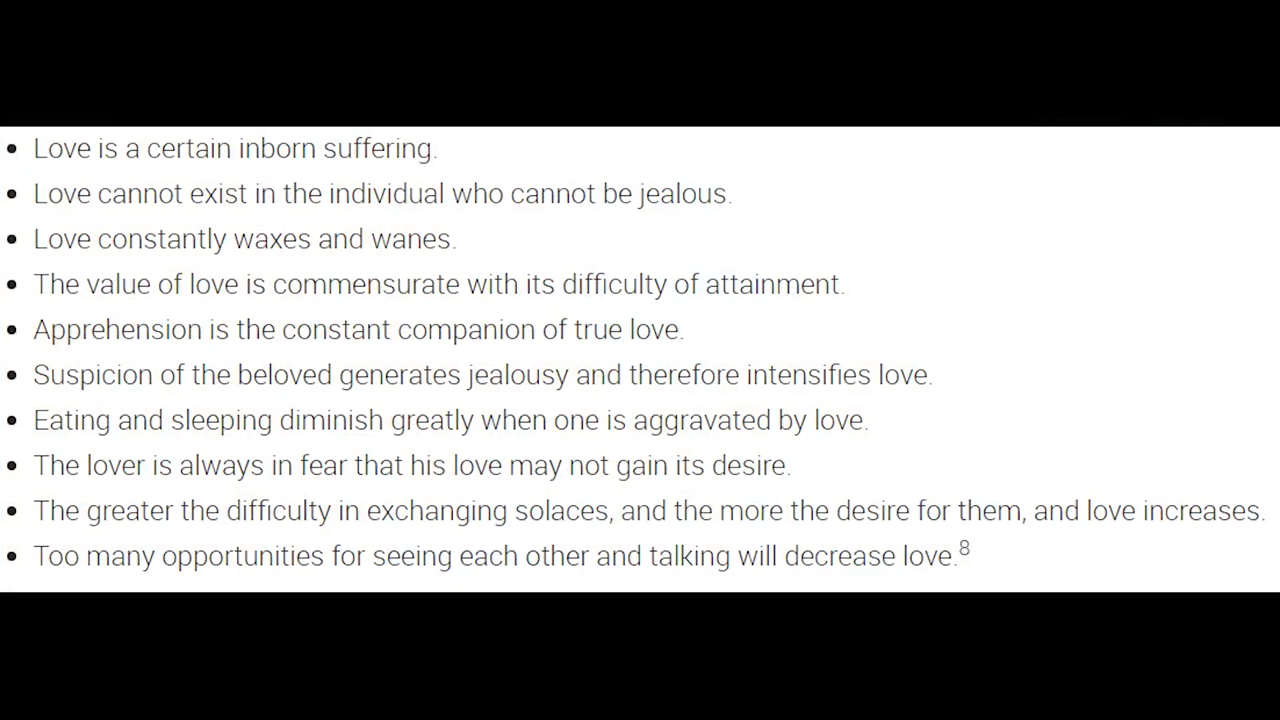 • Love is a certain inborn suffering.
• Love cannot exist in the individual who cannot be jealous.
• Love constantly waxes and wanes.
• The value of love is commensurate with its difficulty of attainment.
• Apprehension is the constant companion of true love.
• Suspicion of the beloved generates jealousy and therefore intensifies love.
• Eating and sleeping diminish greatly when one is aggravated by love.
• The lover is always in fear that his love may not gain its desire.
• The greater the difficulty in exchanging solaces, and the more the desire for them, and love increases.
• Too many opportunities for seeing each other and talking will decrease love.⁸